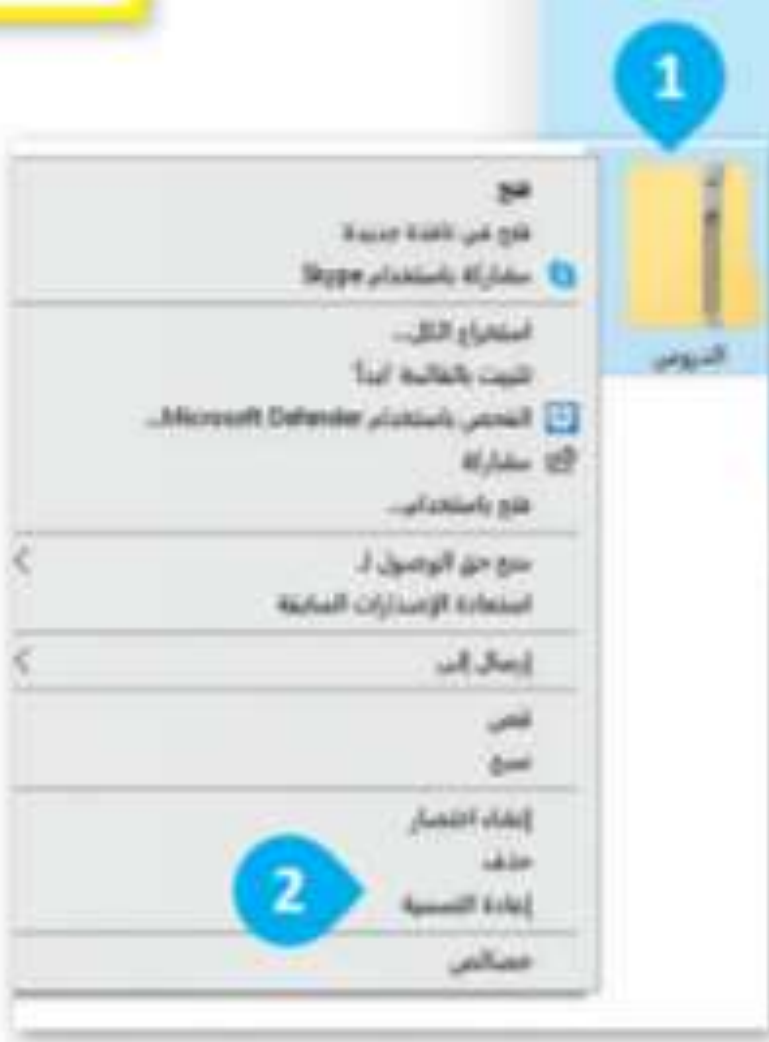 1
الدروس
فتح
فتح في نافذة جديدة
مشاركة باستخدام Skype
استخراج الكل...
تثبيت بالقائمة "ابدأ"
الفحص باستخدام Microsoft Defender...
مشاركة
فتح باستخدام...
منح حق الوصول لـ
استعادة الإصدارات السابقة
إرسال إلى
قص
نسخ
إنشاء اختصار
حذف
2
إعادة التسمية
خصائص